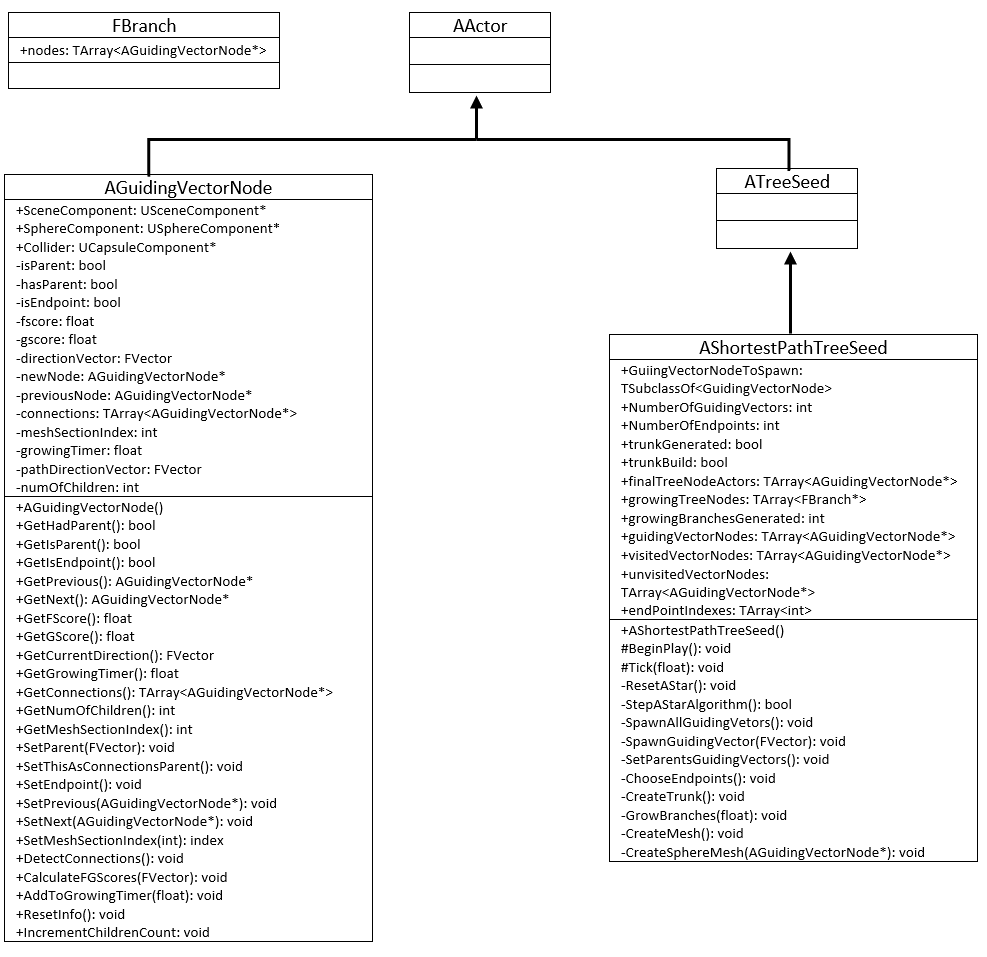 FBranch
+nodes: TArray<AGuidingVectorNode*>
AActor
AGuidingVectorNode
+SceneComponent: USceneComponent*
+SphereComponent: USphereComponent*
+Collider: UCapsuleComponent*
-isParent: bool
-hasParent: bool
-isEndpoint: bool
-fscore: float
-gscore: float
-directionVector: FVector
-newNode: AGuidingVectorNode*
-previousNode: AGuidingVectorNode*
-connections: TArray<AGuidingVectorNode*>
-meshSectionIndex: int
-growingTimer: float
-pathDirectionVector: FVector
-numOfChildren: int
+AGuidingVectorNode()
+GetHadParent(): bool
+GetIsParent(): bool
+GetIsEndpoint(): bool
+GetPrevious(): AGuidingVectorNode*
+GetNext(): AGuidingVectorNode*
+GetFScore(): float
+GetGScore(): float
+GetCurrentDirection(): FVector
+GetGrowingTimer(): float
+GetConnections(): TArray<AGuidingVectorNode*>
+GetNumOfChildren(): int
+GetMeshSectionIndex(): int
+SetParent(FVector): void
+SetThisAsConnectionsParent(): void
+SetEndpoint(): void
+SetPrevious(AGuidingVectorNode*): void
+SetNext(AGuidingVectorNode*): void
+SetMeshSectionIndex(int): index
+DetectConnections(): void
+CalculateFGScores(FVector): void
+AddToGrowingTimer(float): void
+ResetInfo(): void
+IncrementChildrenCount: void
ATreeSeed
AShortestPathTreeSeed
+GuiingVectorNodeToSpawn:
TSubclassOf<GuidingVectorNode>
+NumberOfGuidingVectors: int
+NumberOfEndpoints: int
+trunkGenerated: bool
+trunkBuild: bool
+finalTreeNodeActors: TArray<AGuidingVectorNode*>
+growingTreeNodes: TArray<FBranch*>
+growingBranchesGenerated: int
+guidingVectorNodes: TArray<AGuidingVectorNode*>
+visitedVectorNodes: TArray<AGuidingVectorNode*>
+unvisitedVectorNodes:
TArray<AGuidingVectorNode*>
+endPointIndexes: TArray<int>
+AShortestPathTreeSeed()
#BeginPlay(): void
#Tick(float): void
-ResetAStar(): void
-StepAStarAlgorithm(): bool
-SpawnAllGuidingVetors(): void
-SpawnGuidingVector(FVector): void
-SetParentsGuidingVectors(): void
-ChooseEndpoints(): void
-CreateTrunk(): void
-GrowBranches(float): void
-CreateMesh(): void
-CreateSphereMesh(AGuidingVectorNode*): void